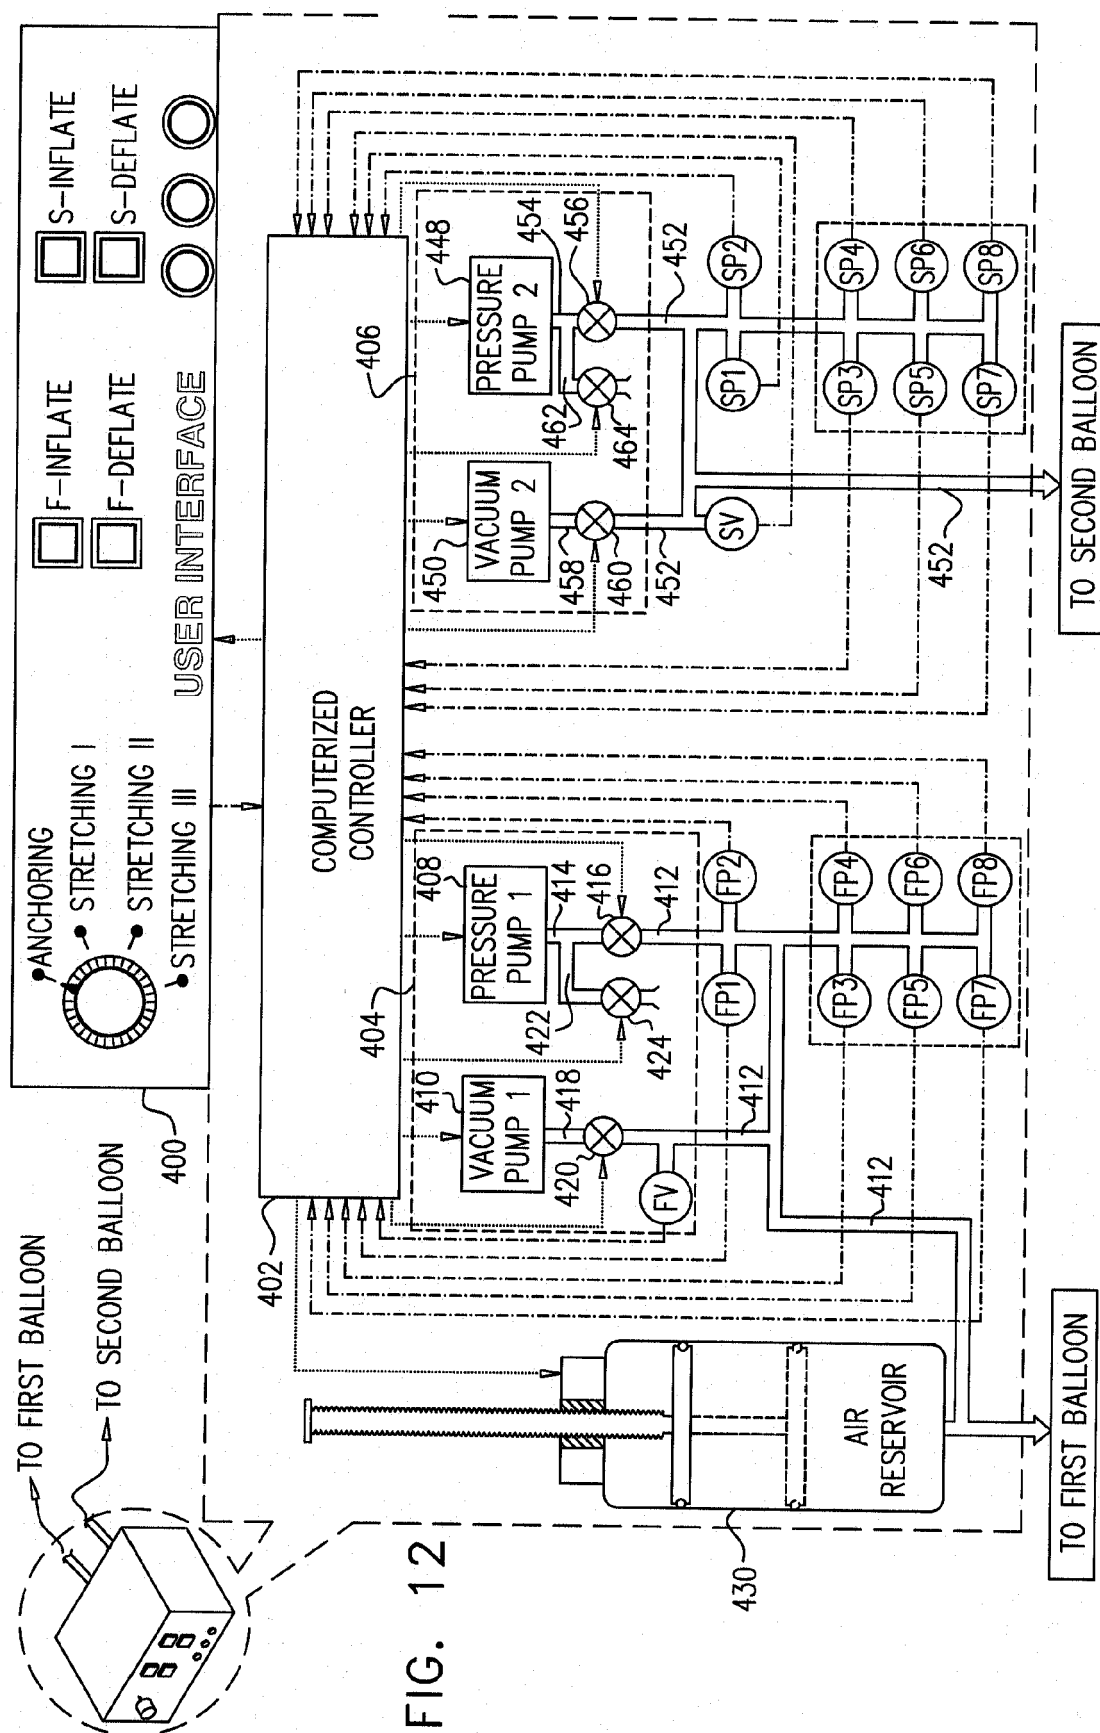 FIG. 12
TO FIRST BALLOON
TO SECOND BALLOON
400
ANCHORING
STRETCHING I
STRETCHING II
STRETCHING III
F-INFLATE
F-DEFLATE
S-INFLATE
S-DEFLATE
USER INTERFACE
402
COMPUTERIZED
CONTROLLER
404
406
410
VACUUM
PUMP 1
418
420
FV
408
PRESSURE
PUMP 1
414
416
422
424
412
412
412
FP1
FP2
FP3
FP4
FP5
FP6
FP7
FP8
450
VACUUM
PUMP 2
458
460
452
SV
448
PRESSURE
PUMP 2
454
456
462
464
452
452
SP1
SP2
SP3
SP4
SP5
SP6
SP7
SP8
430
AIR
RESERVOIR
TO FIRST BALLOON
TO SECOND BALLOON